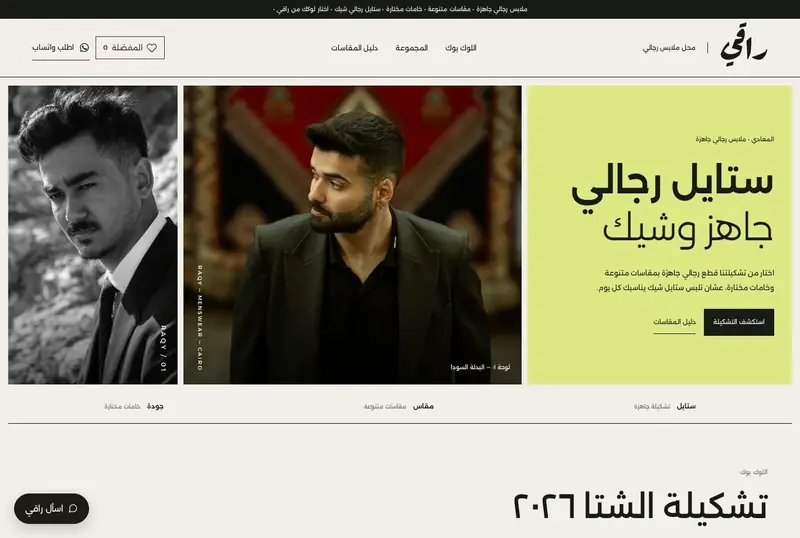 ملابس رجالي جاهزة • مقاسات متنوعة • خامات مختارة • ستايل رجالي شيك • اختار لوكك من راقي •
راقي
محل ملابس رجالي
اللوك بوك
المجموعة
دليل المقاسات
المفضلة 0
اطلب واتساب
المعادي • ملابس رجالي جاهزة
ستايل رجالي
جاهز وشيك
اختار من تشكيلتنا قطع رجالي جاهزة بمقاسات متنوعة
وخامات مختارة، عشان تلبس ستايل شيك يناسبك كل يوم.
استكشف التشكيلة
دليل المقاسات
RAQY — MENSWEAR — CAIRO
لوحة ١ — البدلة السودا
RAQY / 01
ستايل تشكيلة جاهزة
مقاس مقاسات متنوعة
جودة خامات مختارة
اللوك بوك
تشكيلة الشتا ٢٠٢٦
اسأل راقي